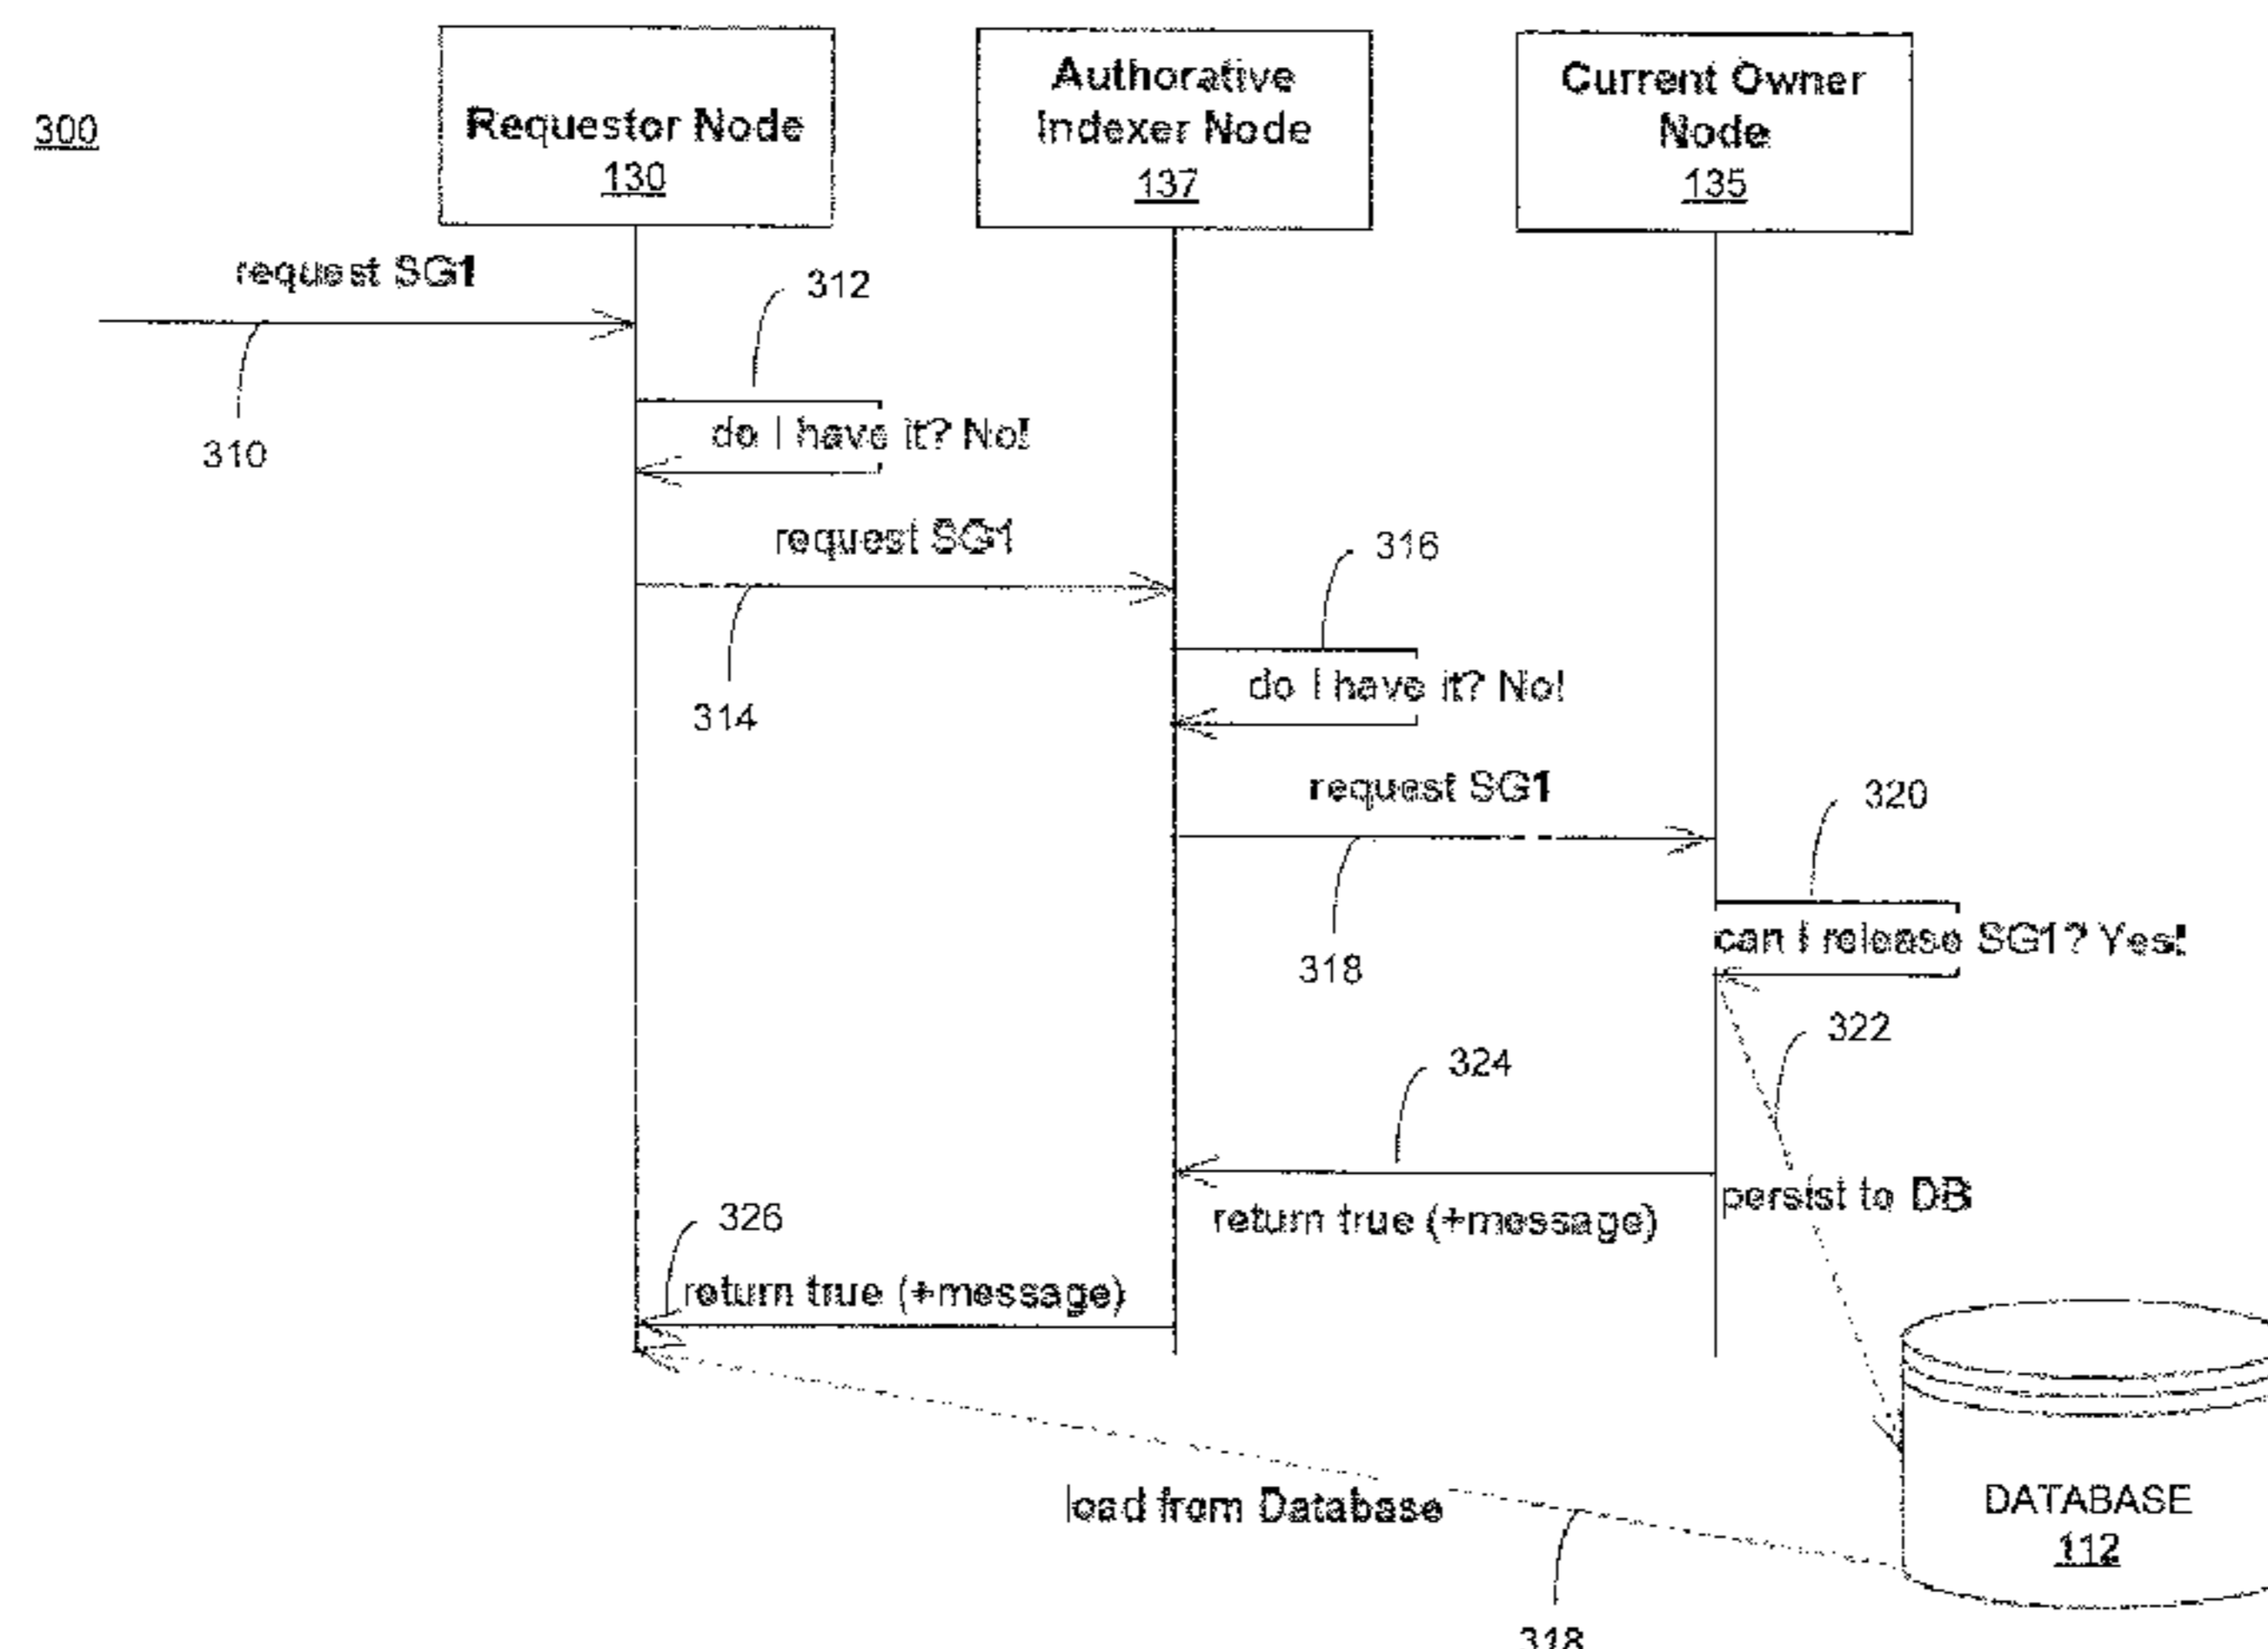 300
Requestor Node
130
Authorative
Indexer Node
137
Current Owner
Node
135
request SG1
310
312
do I have it? No!
request SG1
314
316
do I have it? No!
request SG1
318
320
can I release SG1? Yes!
322
324
persist to DB
return true (+message)
326
return true (+message)
load from Database
DATABASE
112
318